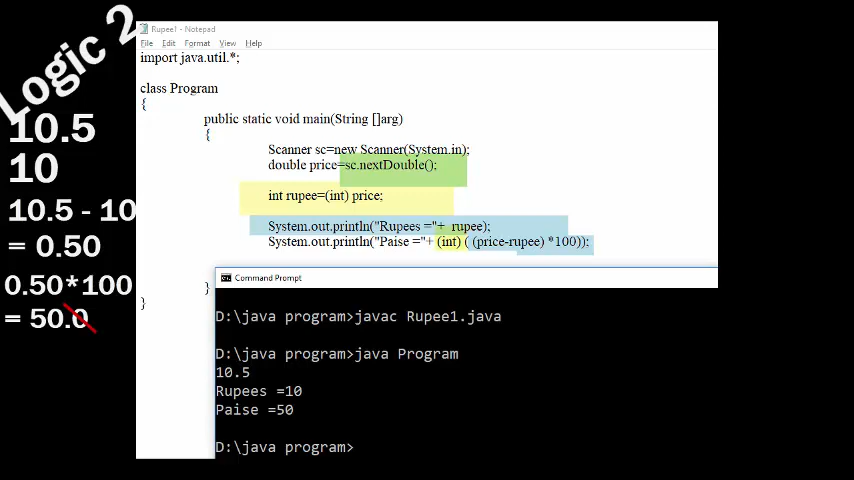 Logic 2
10.5
10
10.5 - 10
= 0.50
0.50*100
= 50.0
Rupee1 - Notepad
File Edit Format View Help
import java.util.*;
class Program
{
public static void main(String []arg)
{
Scanner sc=new Scanner(System.in);
double price=sc.nextDouble();
int rupee=(int) price;
System.out.println("Rupees ="+ rupee);
System.out.println("Paise ="+ (int) ( (price-rupee) *100));
}
}
Command Prompt
D:\java program>javac Rupee1.java
D:\java program>java Program
10.5
Rupees =10
Paise =50
D:\java program>